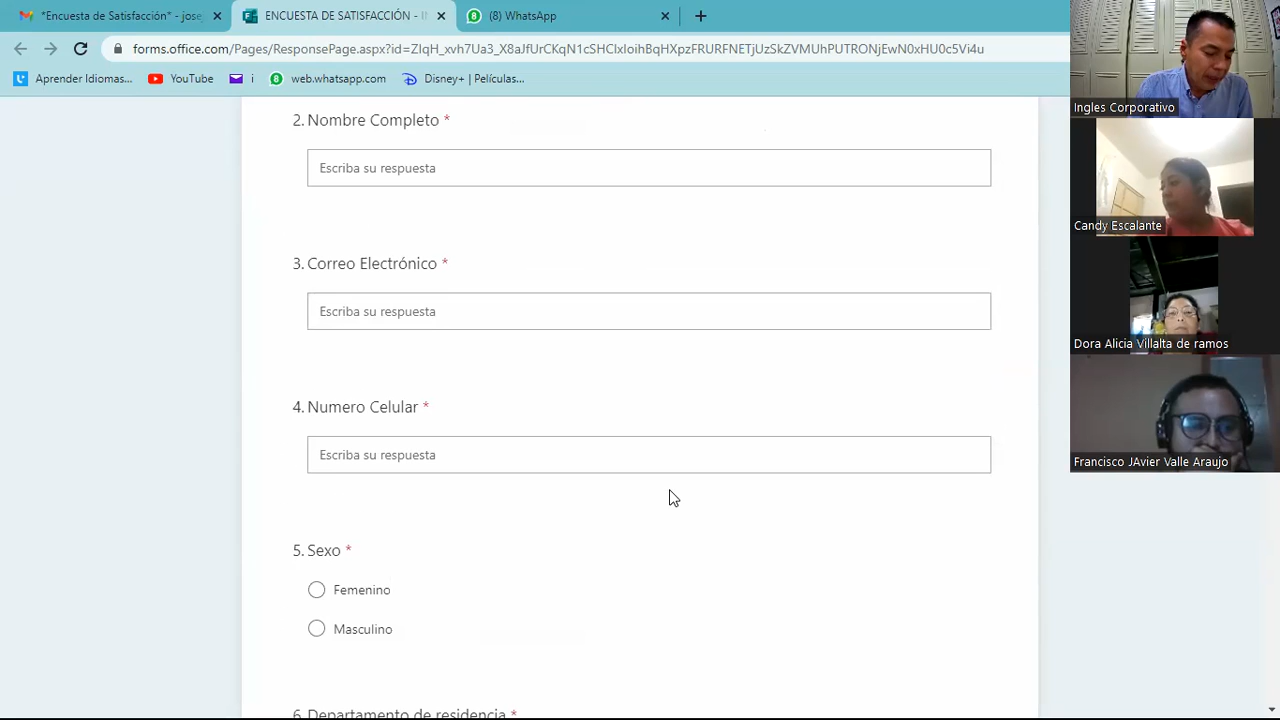 *Encuesta de Satisfacción* - jose
ENCUESTA DE SATISFACCIÓN - I
(8) WhatsApp
forms.office.com/Pages/ResponsePage.aspx?id=ZIqH_xvh7Ua3_X8aJfUrCKqN1cSHClxIoihBqHXpzFRURFNETjUzSkZVMUhPUTRONjEwN0xHU0c5Vi4u
Aprender Idiomas...
YouTube
i
web.whatsapp.com
Disney+ | Películas,...
2. Nombre Completo *
Escriba su respuesta
3. Correo Electrónico *
Escriba su respuesta
4. Numero Celular *
Escriba su respuesta
5. Sexo *
Femenino
Masculino
6. Departamento de residencia *
Ingles Corporativo
Candy Escalante
Dora Alicia Villalta de ramos
Francisco JAvier Valle Araujo